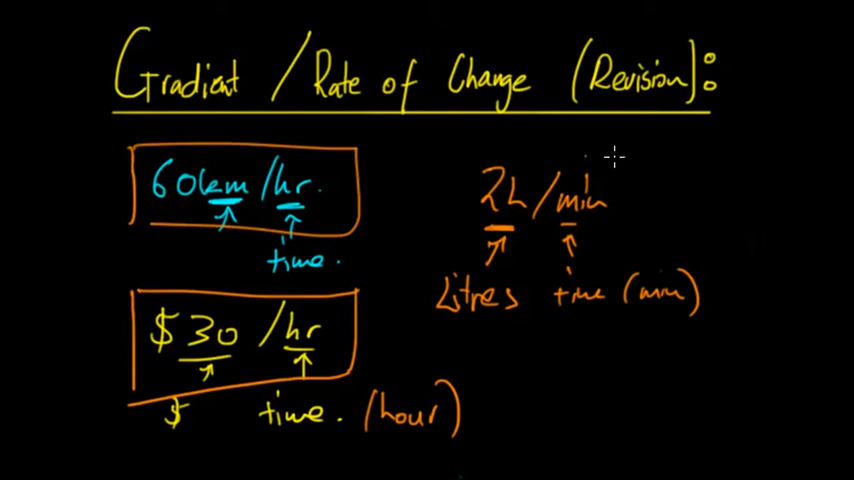 Gradient / Rate of Change (Revision):
60km/hr.
time.
$30/hr
$ time. (hour)
2L/min
Litres time (min)